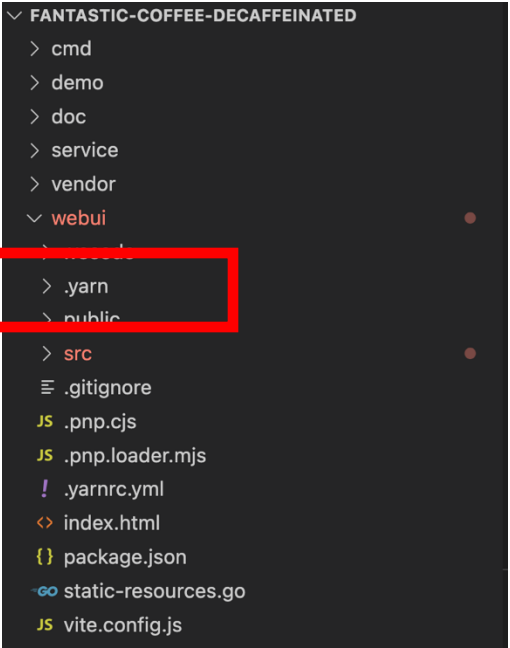 FANTASTIC-COFFEE-DECAFFEINATED
cmd
demo
doc
service
vendor
webui
.yarn
public
src
.gitignore
JS .pnp.cjs
JS .pnp.loader.mjs
! .yarnrc.yml
<> index.html
{} package.json
GO static-resources.go
JS vite.config.js